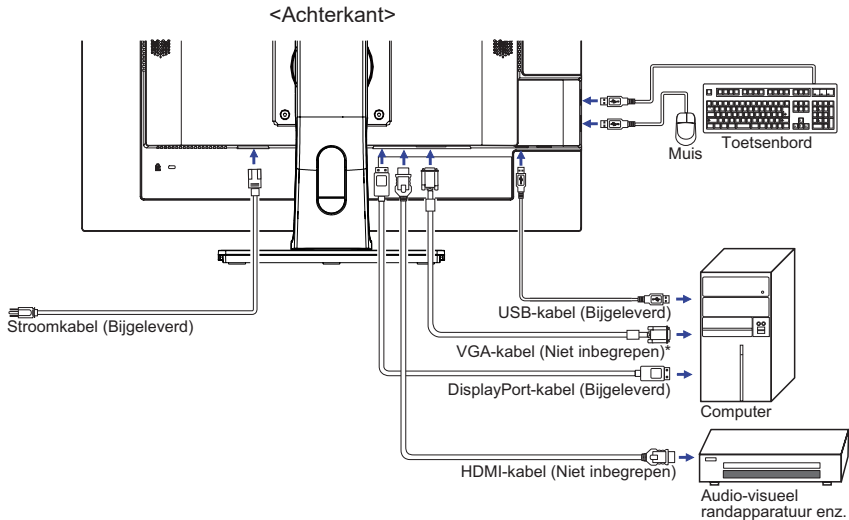 <Achterkant>
Toetsenbord
Muis
USB-kabel (Bijgeleverd)
Stroomkabel (Bijgeleverd)
VGA-kabel (Niet inbegrepen)*
DisplayPort-kabel (Bijgeleverd)
Computer
HDMI-kabel (Niet inbegrepen)
Audio-visueel
randapparatuur enz.